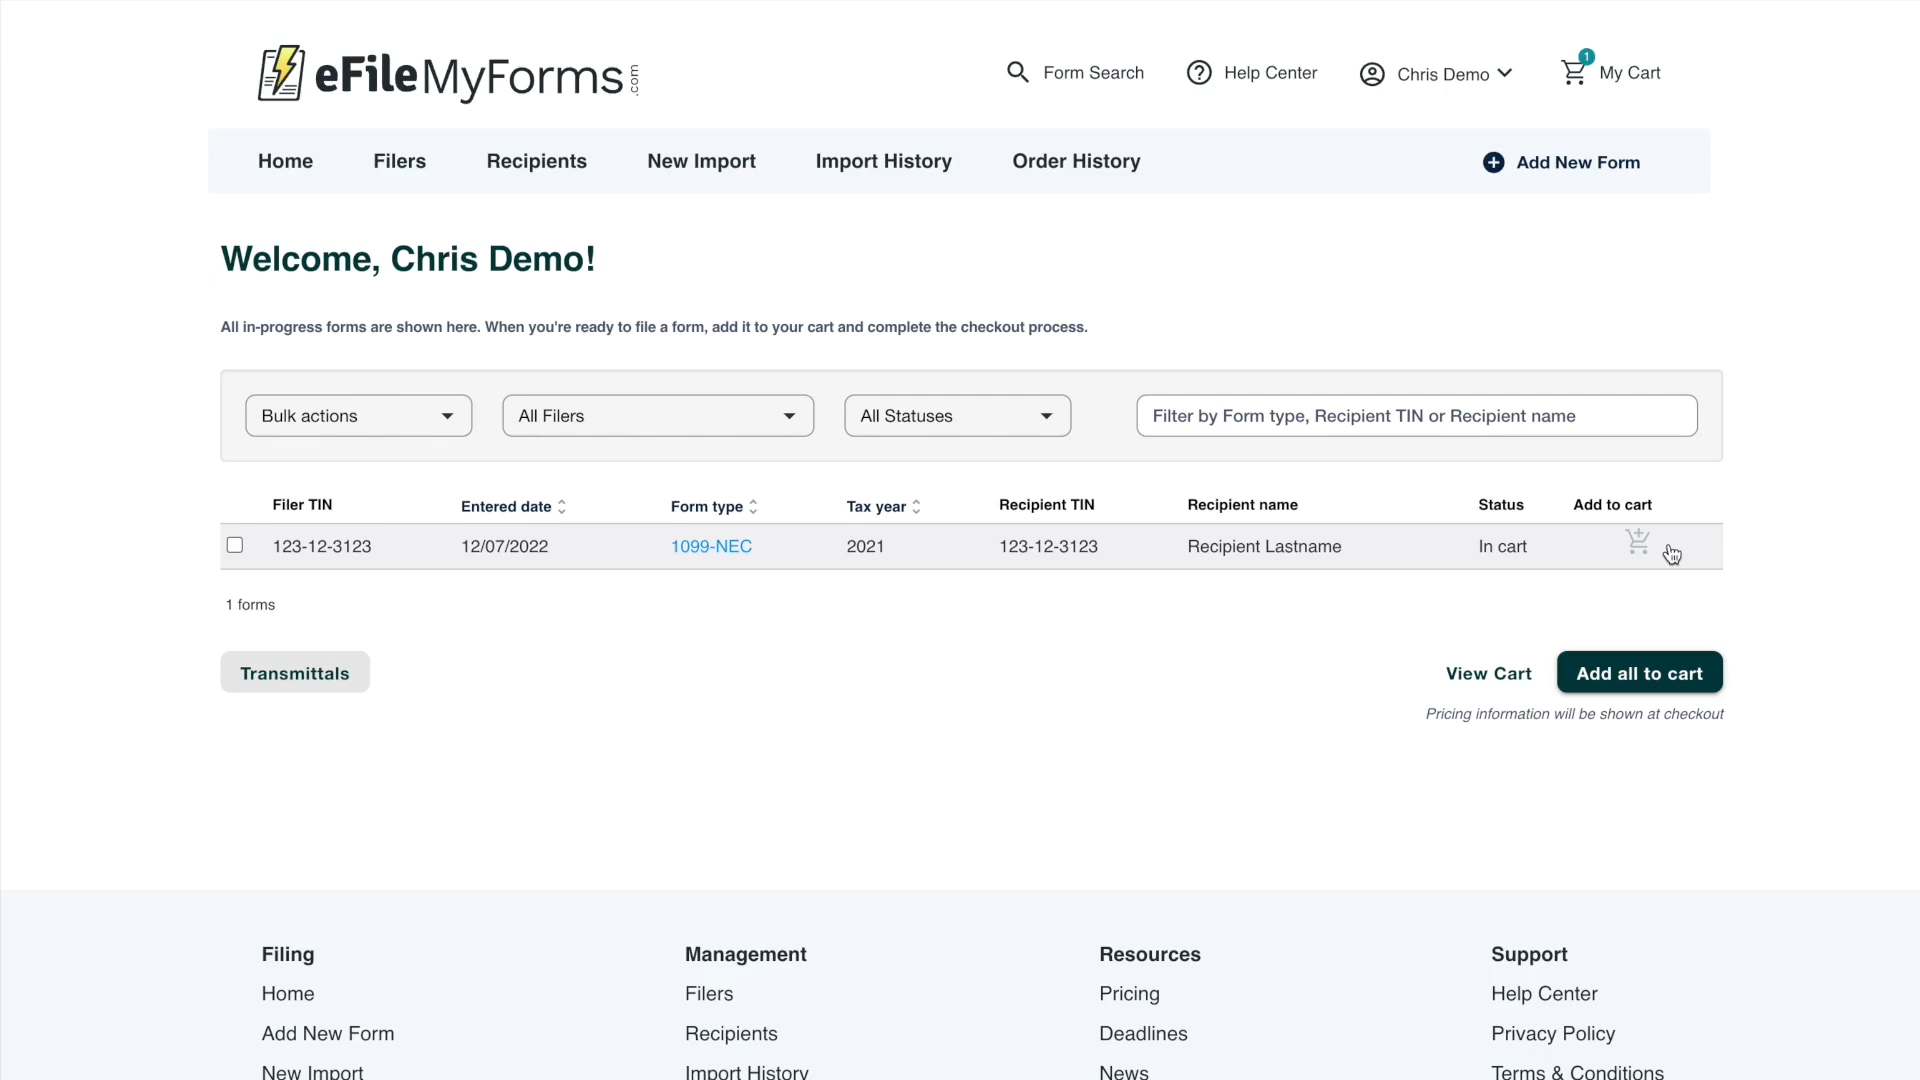 eFileMyForms.com
Form Search
Help Center
Chris Demo
1
My Cart
Home
Filers
Recipients
New Import
Import History
Order History
Add New Form
Welcome, Chris Demo!
All in-progress forms are shown here. When you're ready to file a form, add it to your cart and complete the checkout process.
Bulk actions
All Filers
All Statuses
Filter by Form type, Recipient TIN or Recipient name
Filer TIN Entered date Form type Tax year Recipient TIN Recipient name Status Add to cart
123-12-3123 12/07/2022 1099-NEC 2021 123-12-3123 Recipient Lastname In cart
1 forms
Transmittals
View Cart
Add all to cart
Pricing information will be shown at checkout
Filing
Home
Add New Form
New Import
Management
Filers
Recipients
Import History
Resources
Pricing
Deadlines
News
Support
Help Center
Privacy Policy
Terms & Conditions